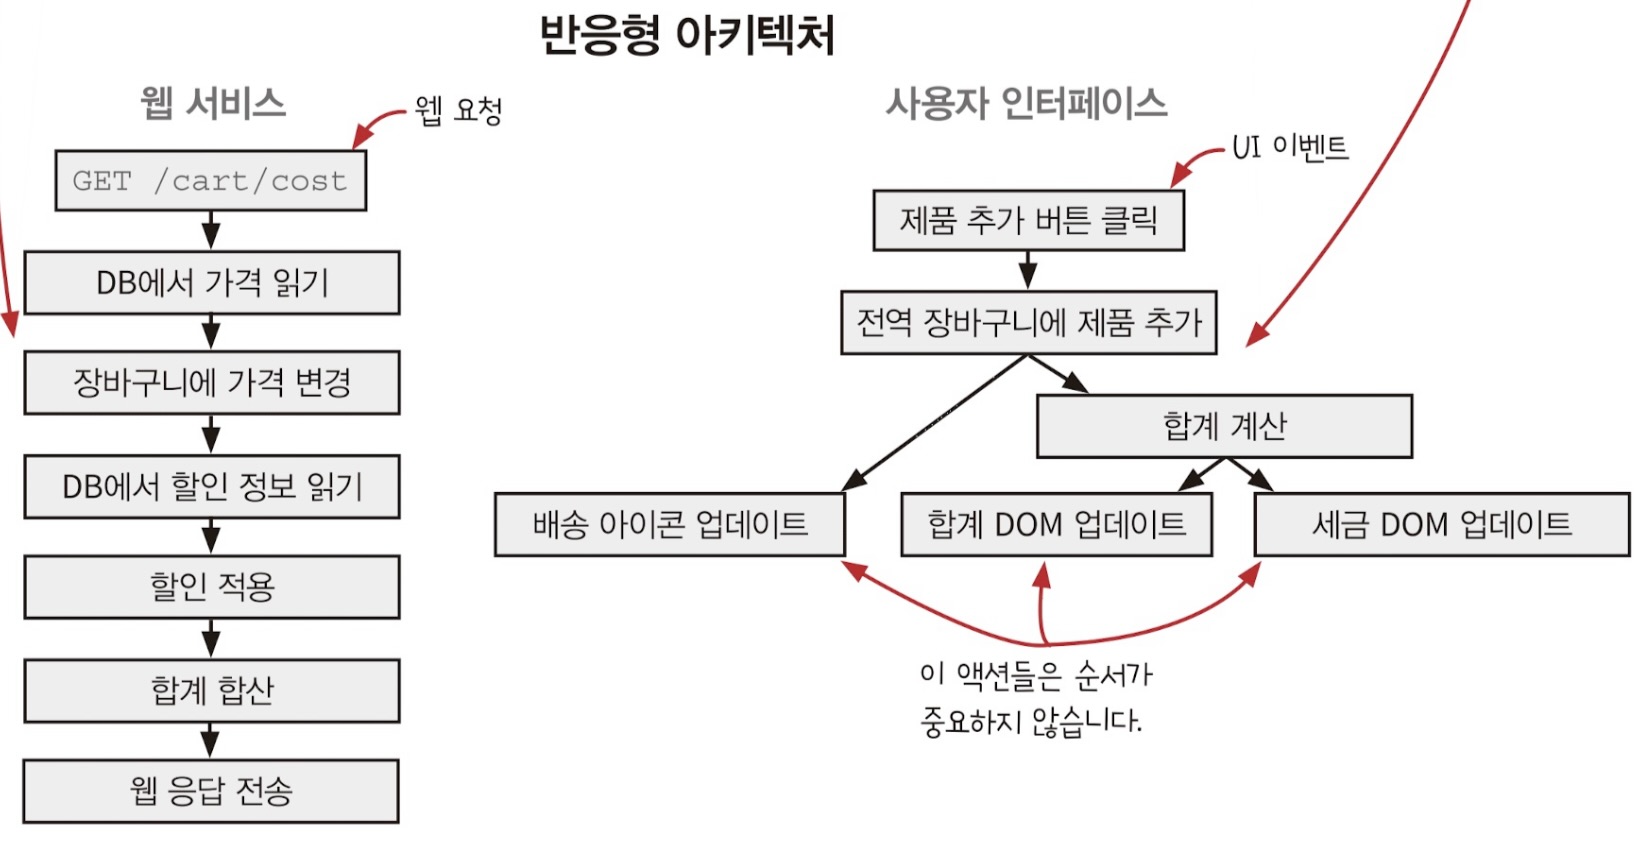 반응형 아키텍처
웹 서비스
웹 요청
GET /cart/cost
DB에서 가격 읽기
장바구니에 가격 변경
DB에서 할인 정보 읽기
할인 적용
합계 합산
웹 응답 전송
사용자 인터페이스
UI 이벤트
제품 추가 버튼 클릭
전역 장바구니에 제품 추가
합계 계산
배송 아이콘 업데이트
합계 DOM 업데이트
세금 DOM 업데이트
이 액션들은 순서가
중요하지 않습니다.